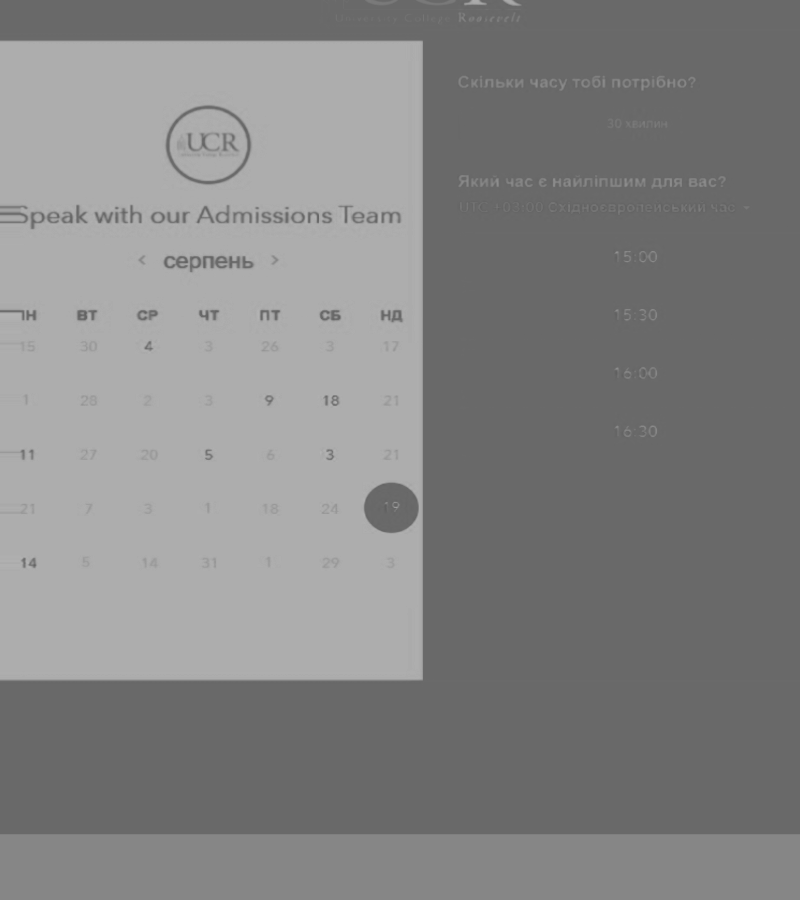 UCR
University College Roosevelt
UCR
Speak with our Admissions Team
< серпень >
ПН ВТ СР ЧТ ПТ СБ НД
15 30 4 3 26 3 17
1 28 2 3 9 18 21
11 27 20 5 6 3 21
21 7 3 1 18 24 19
14 5 14 31 1 29 3
Скільки часу тобі потрібно?
30 хвилин
Який час є найліпшим для вас?
UTC +03:00 Східноєвропейський час
15:00
15:30
16:00
16:30